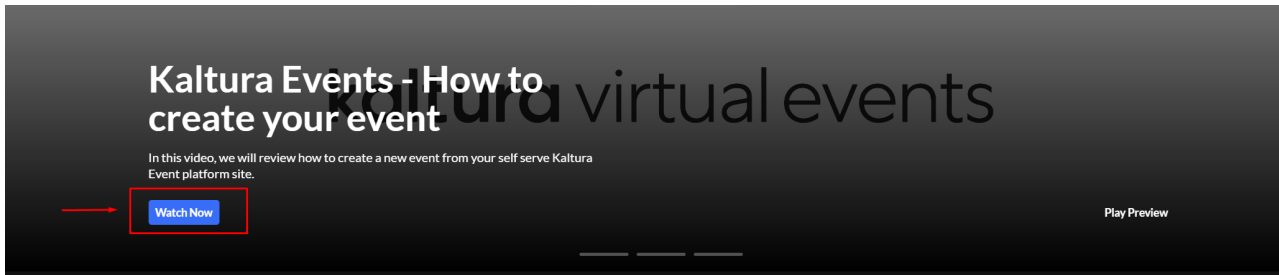 Kaltura Events - How to
create your event
kaltura virtual events
In this video, we will review how to create a new event from your self serve Kaltura
Event platform site.
Watch Now
Play Preview